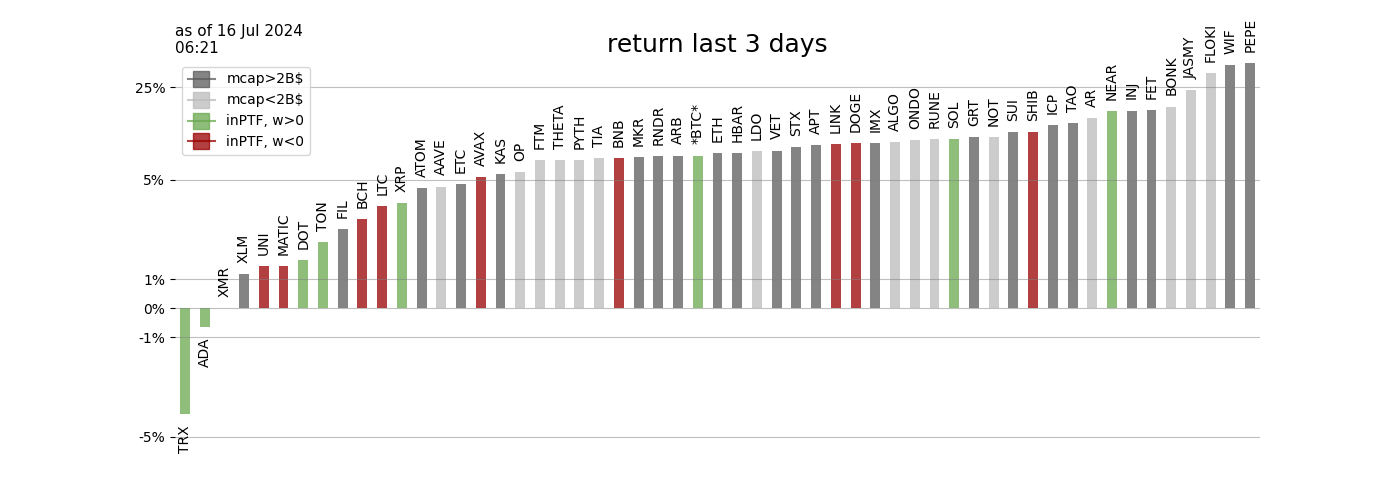 as of 16 Jul 2024
06:21
return last 3 days
mcap>2B$
mcap<2B$
inPTF, w>0
inPTF, w<0
25%
5%
1%
0%
-1%
-5%
TRX
ADA
XMR
XLM
UNI
MATIC
DOT
TON
FIL
BCH
LTC
XRP
ATOM
AAVE
ETC
AVAX
KAS
OP
FTM
THETA
PYTH
TIA
BNB
MKR
RNDR
ARB
*BTC*
ETH
HBAR
LDO
VET
STX
APT
LINK
DOGE
IMX
ALGO
ONDO
RUNE
SOL
GRT
NOT
SUI
SHIB
ICP
TAO
AR
NEAR
INJ
FET
BONK
JASMY
FLOKI
WIF
PEPE